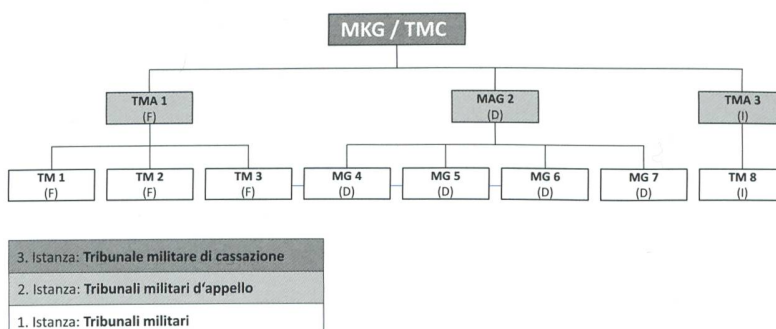 MKG / TMC
TMA 1
(F)
MAG 2
(D)
TMA 3
(I)
TM 1
(F)
TM 2
(F)
TM 3
(F)
MG 4
(D)
MG 5
(D)
MG 6
(D)
MG 7
(D)
TM 8
(I)
3. Istanza: Tribunale militare di cassazione
2. Istanza: Tribunali militari d'appello
1. Istanza: Tribunali militari